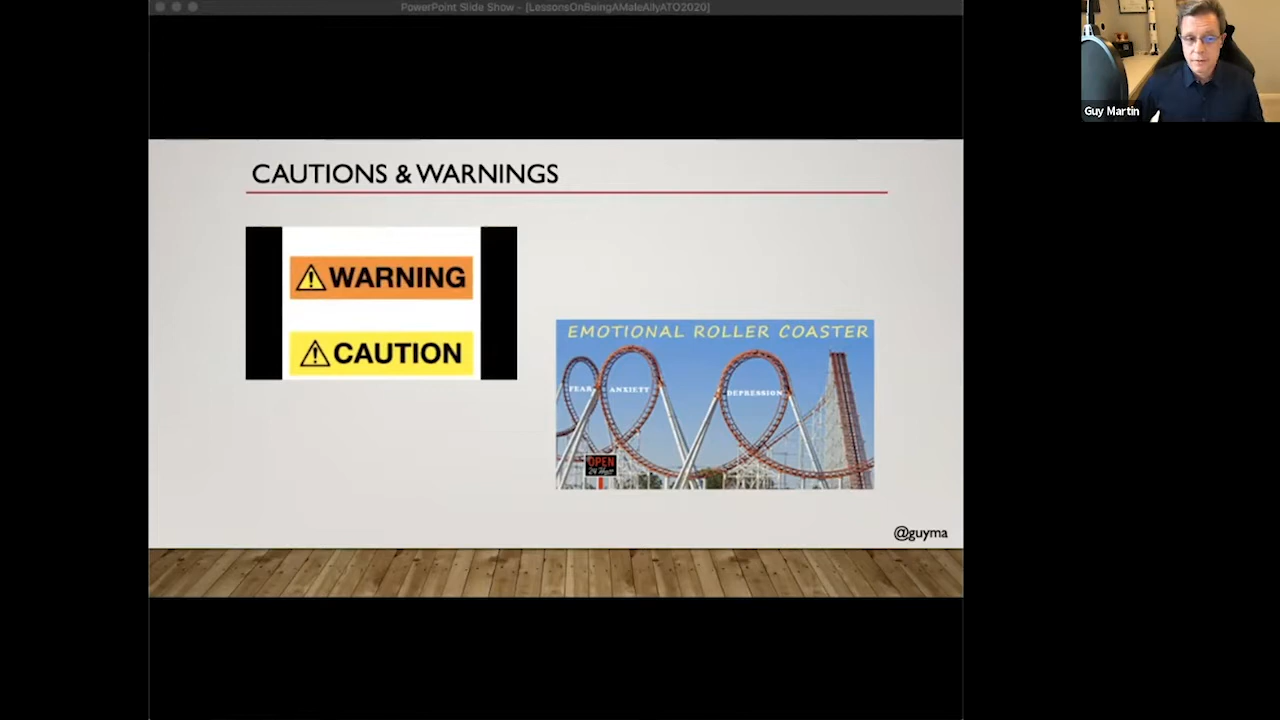 PowerPoint Slide Show - [LessonsOnBeingAMaleAllyATO2020]
Guy Martin
CAUTIONS & WARNINGS
WARNING
CAUTION
EMOTIONAL ROLLER COASTER
FEAR
ANXIETY
DEPRESSION
OPEN
@guyma